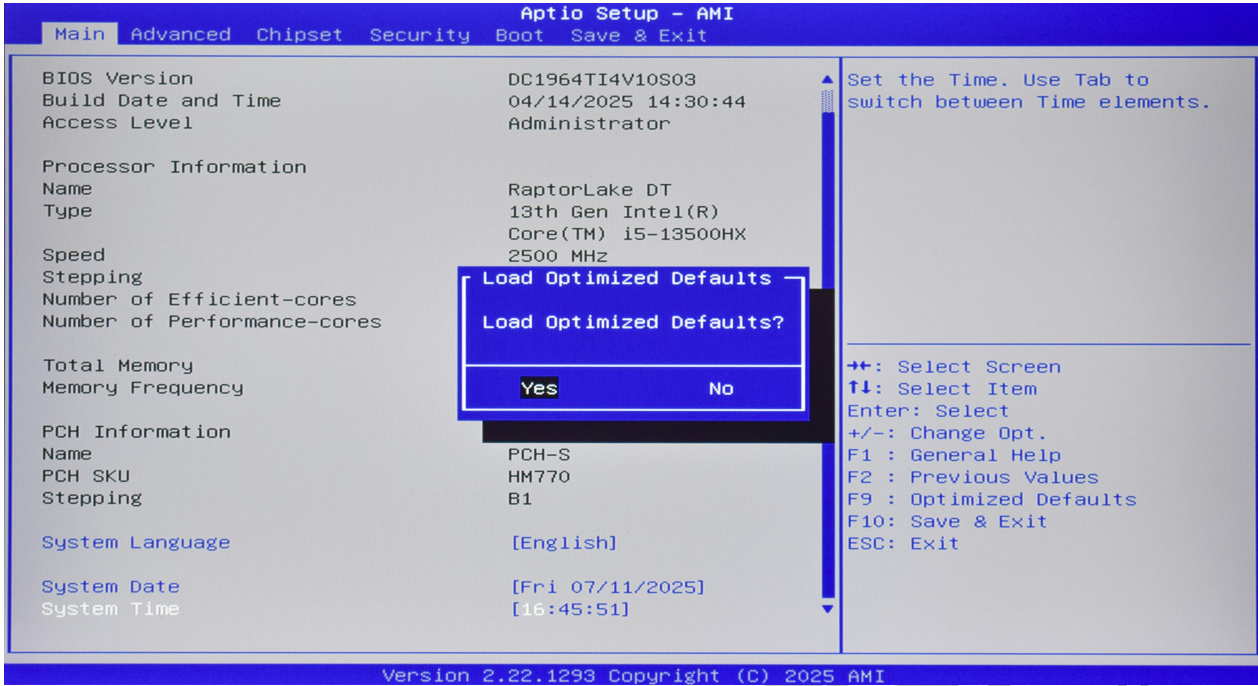 Aptio Setup – AMI
Main Advanced Chipset Security Boot Save & Exit
BIOS Version DC1964TI4V10S03
Build Date and Time 04/14/2025 14:30:44
Access Level Administrator
Processor Information
Name RaptorLake DT
Type 13th Gen Intel(R)
Core(TM) i5-13500HX
Speed 2500 MHz
Stepping
Number of Efficient-cores
Number of Performance-cores
Total Memory
Memory Frequency
PCH Information
Name PCH-S
PCH SKU HM770
Stepping B1
System Language [English]
System Date [Fri 07/11/2025]
System Time [16:45:51]
Load Optimized Defaults
Load Optimized Defaults?
Yes No
Set the Time. Use Tab to
switch between Time elements.
→←: Select Screen
↑↓: Select Item
Enter: Select
+/-: Change Opt.
F1 : General Help
F2 : Previous Values
F9 : Optimized Defaults
F10: Save & Exit
ESC: Exit
Version 2.22.1293 Copyright (C) 2025 AMI